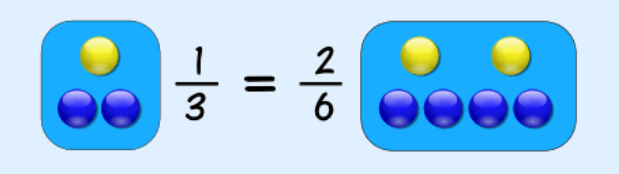 1/3 = 2/6